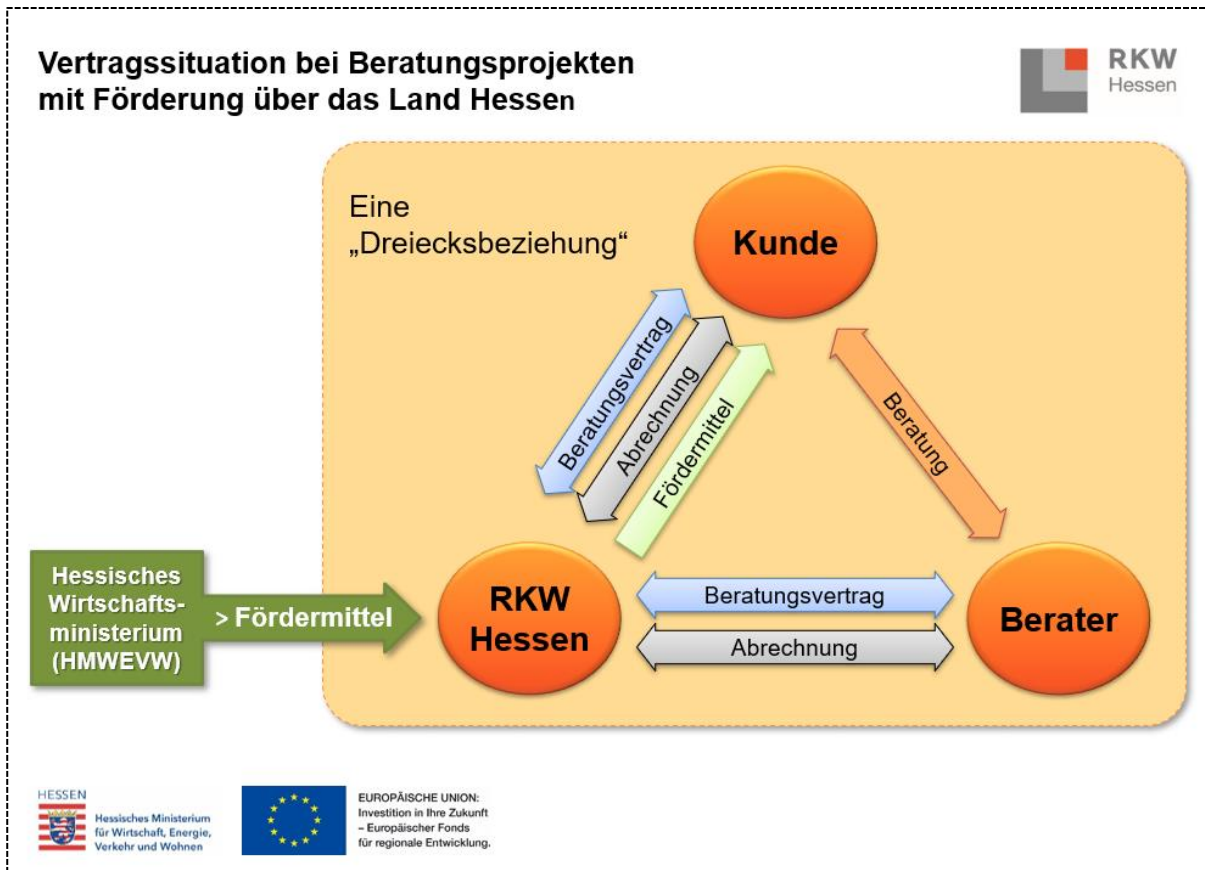 Vertragssituation bei Beratungsprojekten
mit Förderung über das Land Hessen
RKW
Hessen
Eine
„Dreiecksbeziehung“
Kunde
Beratungsvertrag
Abrechnung
Fördermittel
Beratung
Hessisches
Wirtschafts-
ministerium
(HMWEVW)
> Fördermittel
RKW
Hessen
Beratungsvertrag
Abrechnung
Berater
HESSEN
Hessisches Ministerium
für Wirtschaft, Energie,
Verkehr und Wohnen
EUROPÄISCHE UNION:
Investition in Ihre Zukunft
– Europäischer Fonds
für regionale Entwicklung.